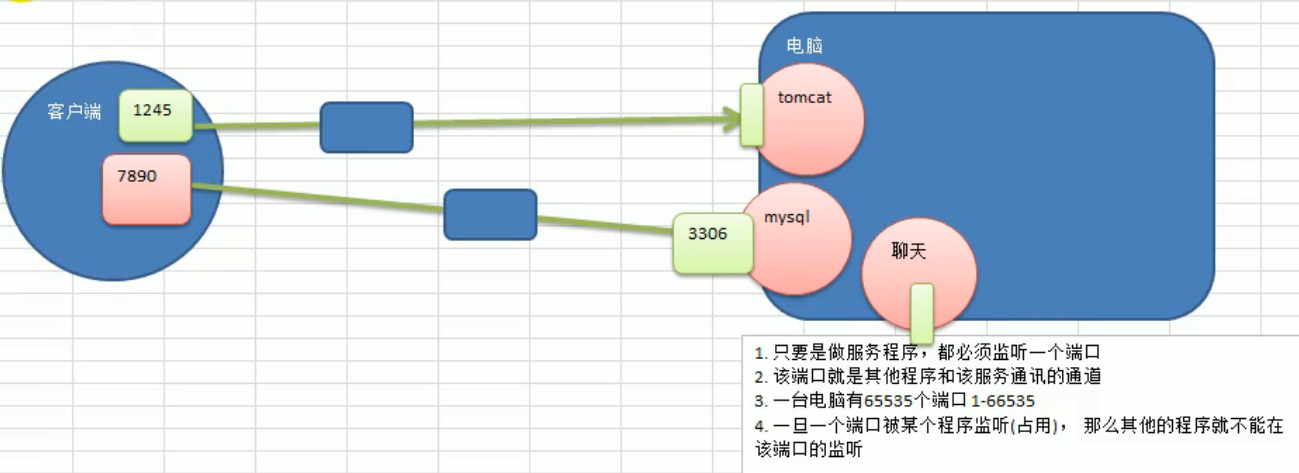 电脑
客户端
1245
tomcat
7890
mysql
3306
聊天
1. 只要是做服务程序，都必须监听一个端口
2. 该端口就是其他程序和该服务通讯的通道
3. 一台电脑有65535个端口 1-66535
4. 一旦一个端口被某个程序监听(占用)， 那么其他的程序就不能在
该端口的监听